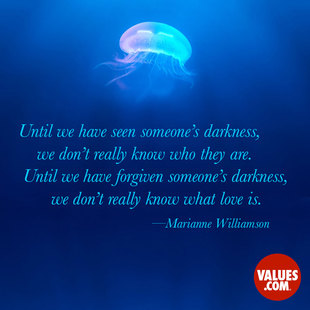 Until we have seen someone's darkness,
we don't really know who they are.
Until we have forgiven someone's darkness,
we don't really know what love is.
—Marianne Williamson
VALUES
.COM®